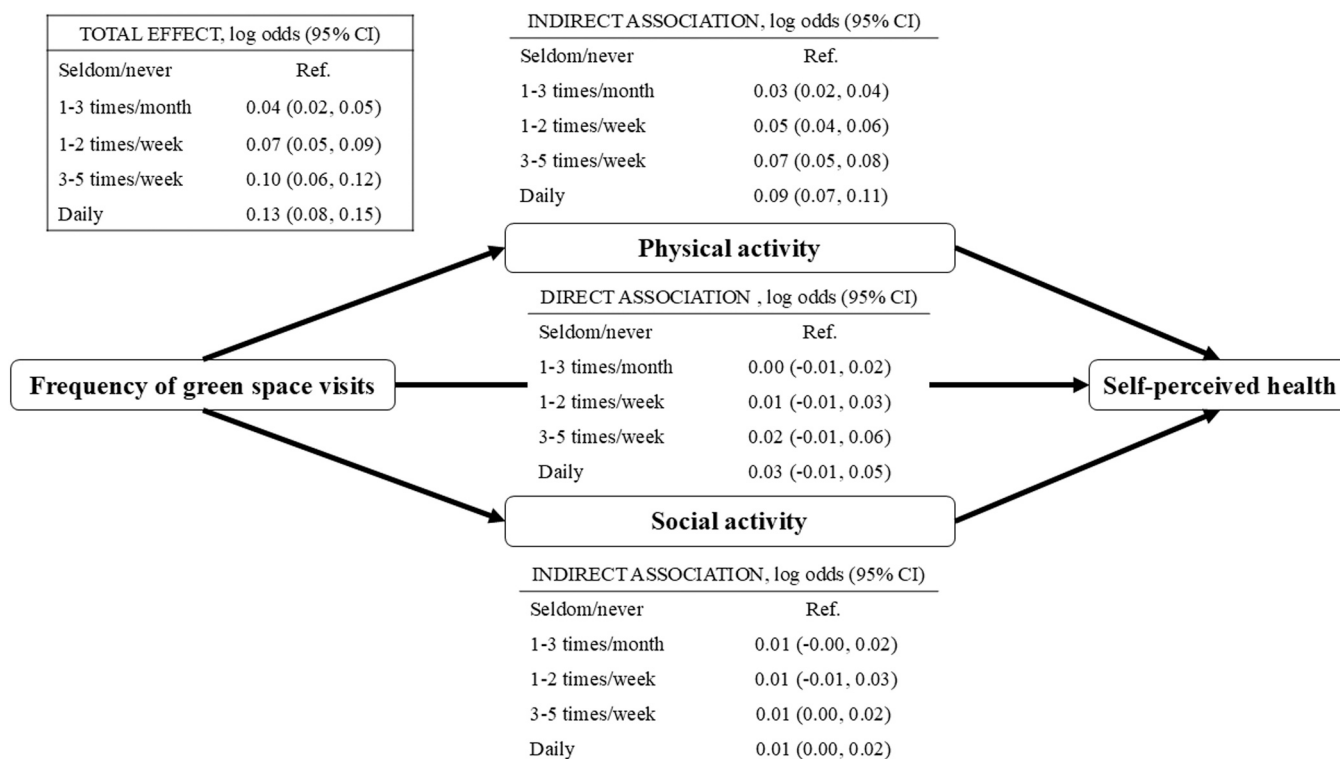 TOTAL EFFECT, log odds (95% CI)
Seldom/never Ref.
1-3 times/month 0.04 (0.02, 0.05)
1-2 times/week 0.07 (0.05, 0.09)
3-5 times/week 0.10 (0.06, 0.12)
Daily 0.13 (0.08, 0.15)
INDIRECT ASSOCIATION, log odds (95% CI)
Seldom/never Ref.
1-3 times/month 0.03 (0.02, 0.04)
1-2 times/week 0.05 (0.04, 0.06)
3-5 times/week 0.07 (0.05, 0.08)
Daily 0.09 (0.07, 0.11)
Physical activity
DIRECT ASSOCIATION , log odds (95% CI)
Seldom/never Ref.
1-3 times/month 0.00 (-0.01, 0.02)
1-2 times/week 0.01 (-0.01, 0.03)
3-5 times/week 0.02 (-0.01, 0.06)
Daily 0.03 (-0.01, 0.05)
Frequency of green space visits
Self-perceived health
Social activity
INDIRECT ASSOCIATION, log odds (95% CI)
Seldom/never Ref.
1-3 times/month 0.01 (-0.00, 0.02)
1-2 times/week 0.01 (-0.01, 0.03)
3-5 times/week 0.01 (0.00, 0.02)
Daily 0.01 (0.00, 0.02)